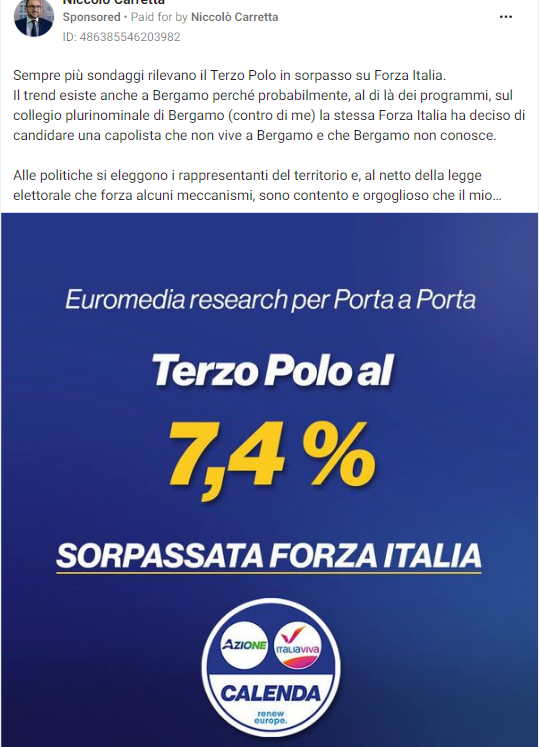 Niccolò Carretta
Sponsored • Paid for by Niccolò Carretta
ID: 486385546203982
Sempre più sondaggi rilevano il Terzo Polo in sorpasso su Forza Italia.
Il trend esiste anche a Bergamo perché probabilmente, al di là dei programmi, sul
collegio plurinominale di Bergamo (contro di me) la stessa Forza Italia ha deciso di
candidare una capolista che non vive a Bergamo e che Bergamo non conosce.
Alle politiche si eleggono i rappresentanti del territorio e, al netto della legge
elettorale che forza alcuni meccanismi, sono contento e orgoglioso che il mio...
Euromedia research per Porta a Porta
Terzo Polo al
7,4 %
SORPASSATA FORZA ITALIA
AZIONE
ITALIAVIVA
CALENDA
renew
europe.